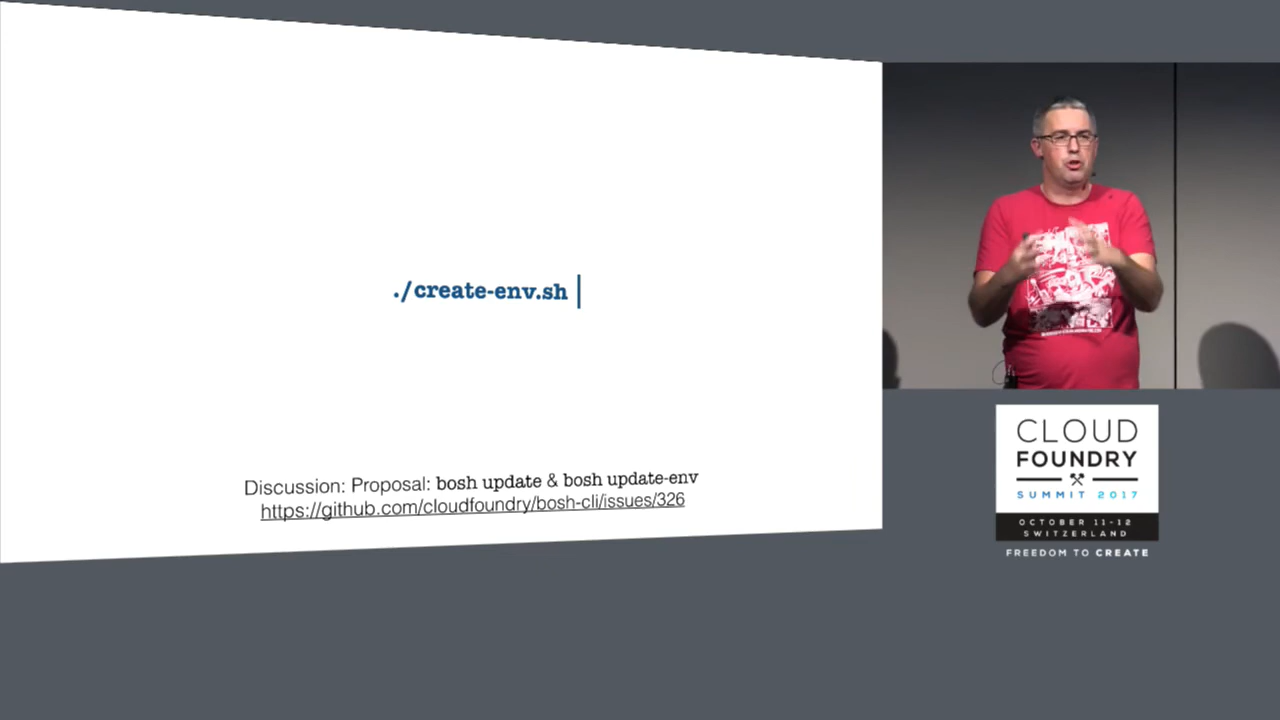 ./create-env.sh
Discussion: Proposal: bosh update & bosh update-env
https://github.com/cloudfoundry/bosh-cli/issues/326
CLOUD
FOUNDRY
SUMMIT 2017
OCTOBER 11-12
SWITZERLAND
FREEDOM TO CREATE